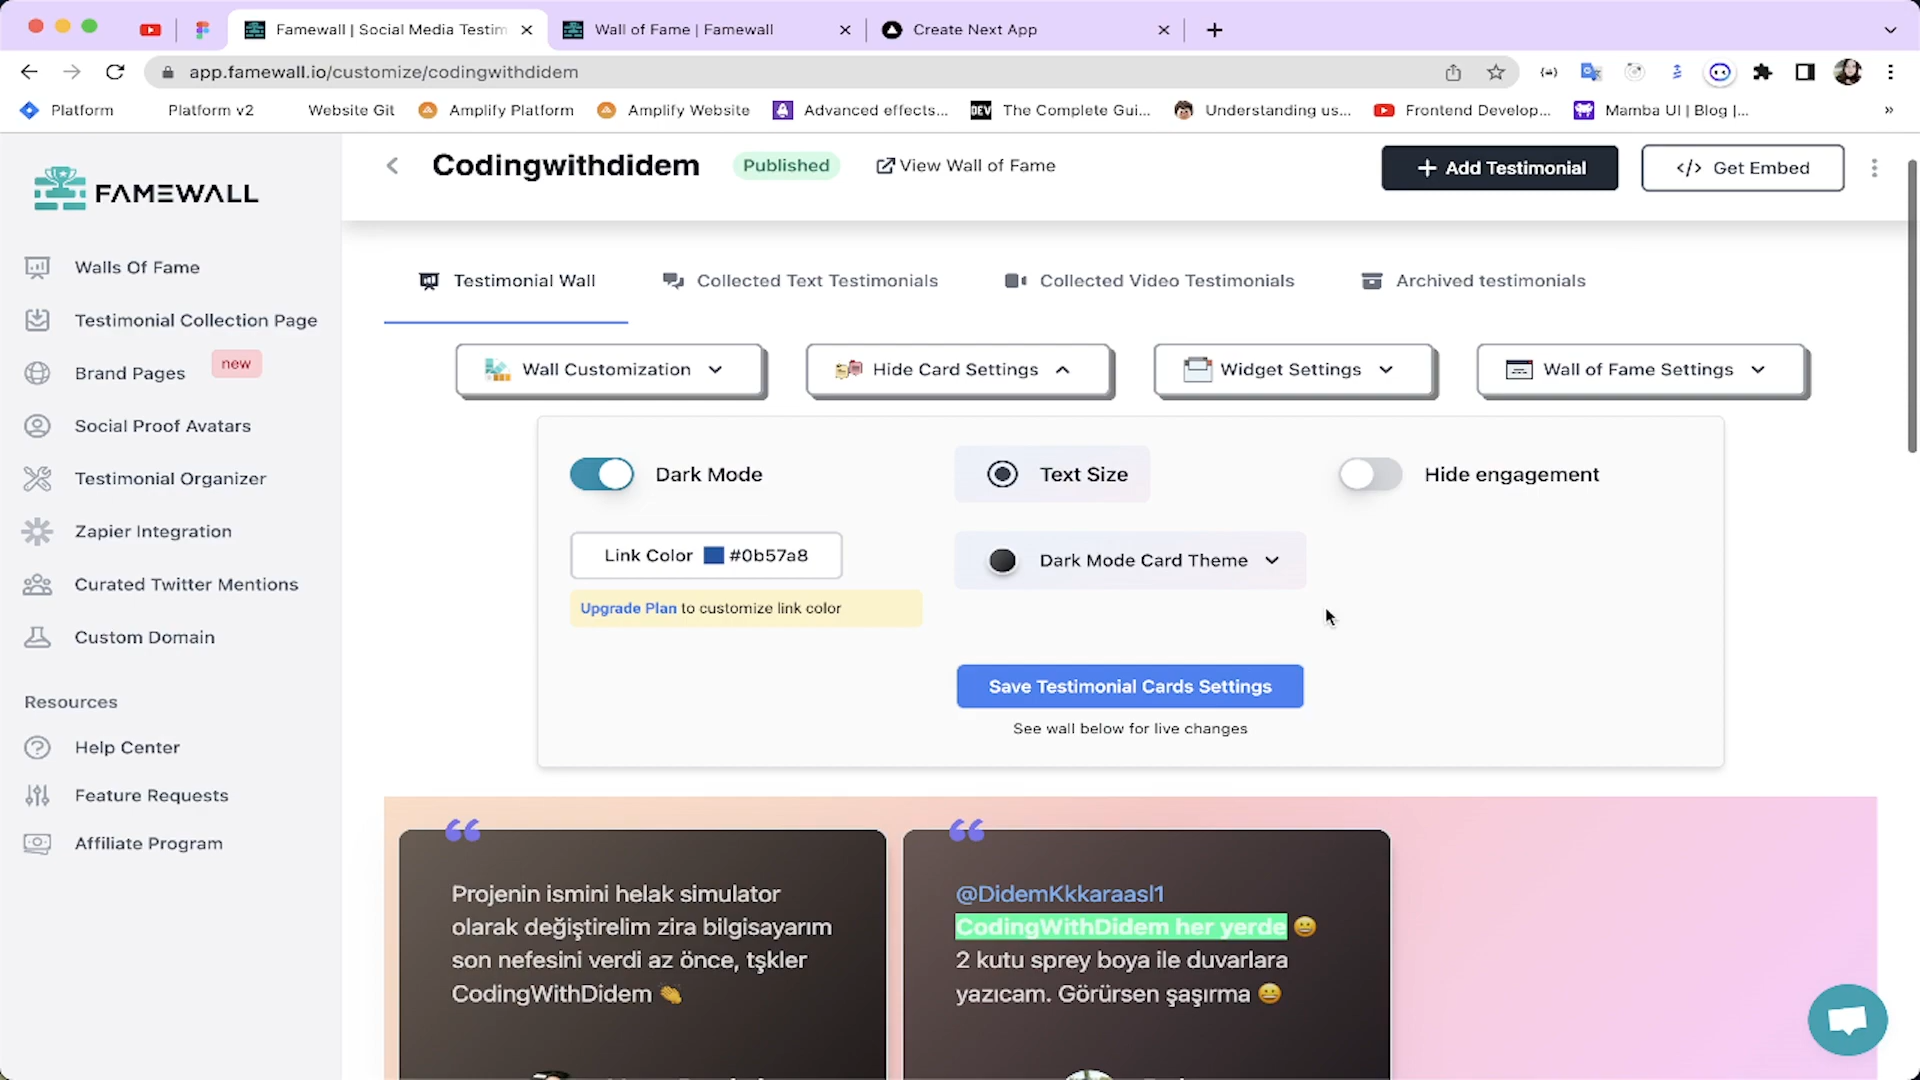 Famewall | Social Media Testim
Wall of Fame | Famewall
Create Next App
app.famewall.io/customize/codingwithdidem
Platform
Platform v2
Website Git
Amplify Platform
Amplify Website
Advanced effects...
DEV
The Complete Gui...
Understanding us...
Frontend Develop...
Mamba UI | Blog |...
»
FAMEWALL
Codingwithdidem
Published
View Wall of Fame
+ Add Testimonial
</> Get Embed
Walls Of Fame
Testimonial Collection Page
Brand Pages
new
Social Proof Avatars
Testimonial Organizer
Zapier Integration
Curated Twitter Mentions
Custom Domain
Resources
Help Center
Feature Requests
Affiliate Program
Testimonial Wall
Collected Text Testimonials
Collected Video Testimonials
Archived testimonials
Wall Customization
Hide Card Settings
Widget Settings
Wall of Fame Settings
Dark Mode
Text Size
Hide engagement
Link Color #0b57a8
Dark Mode Card Theme
Upgrade Plan to customize link color
Save Testimonial Cards Settings
See wall below for live changes
Projenin ismini helak simulator
olarak değiştirelim zira bilgisayarım
son nefesini verdi az önce, tşkler
CodingWithDidem 👏
@DidemKkkaraasl1
CodingWithDidem her yerde 😀
2 kutu sprey boya ile duvarlara
yazıcam. Görürsen şaşırma 😄